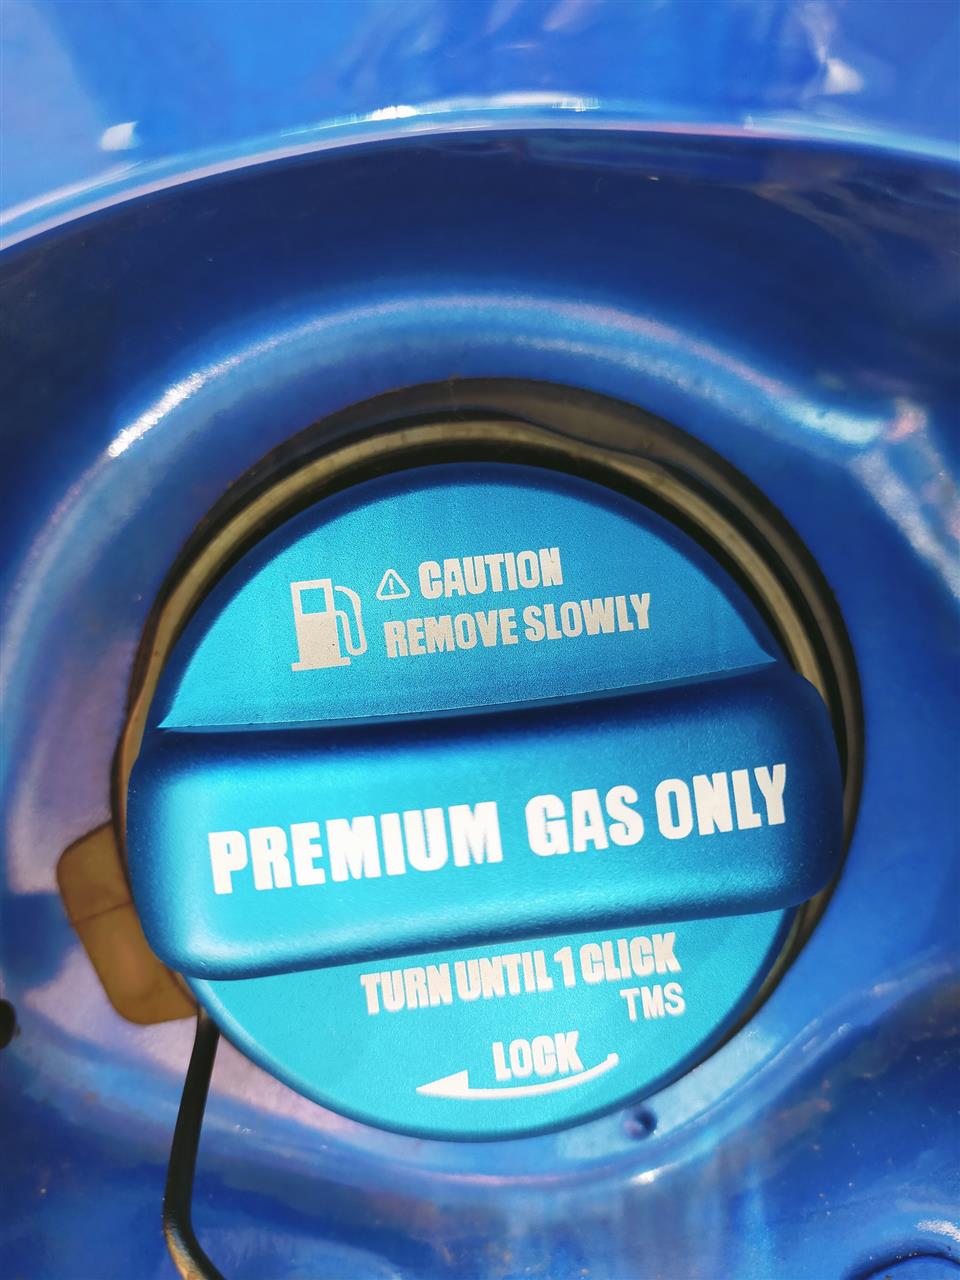 CAUTION
REMOVE SLOWLY
PREMIUM GAS ONLY
TURN UNTIL 1 CLICK
TMS
LOCK